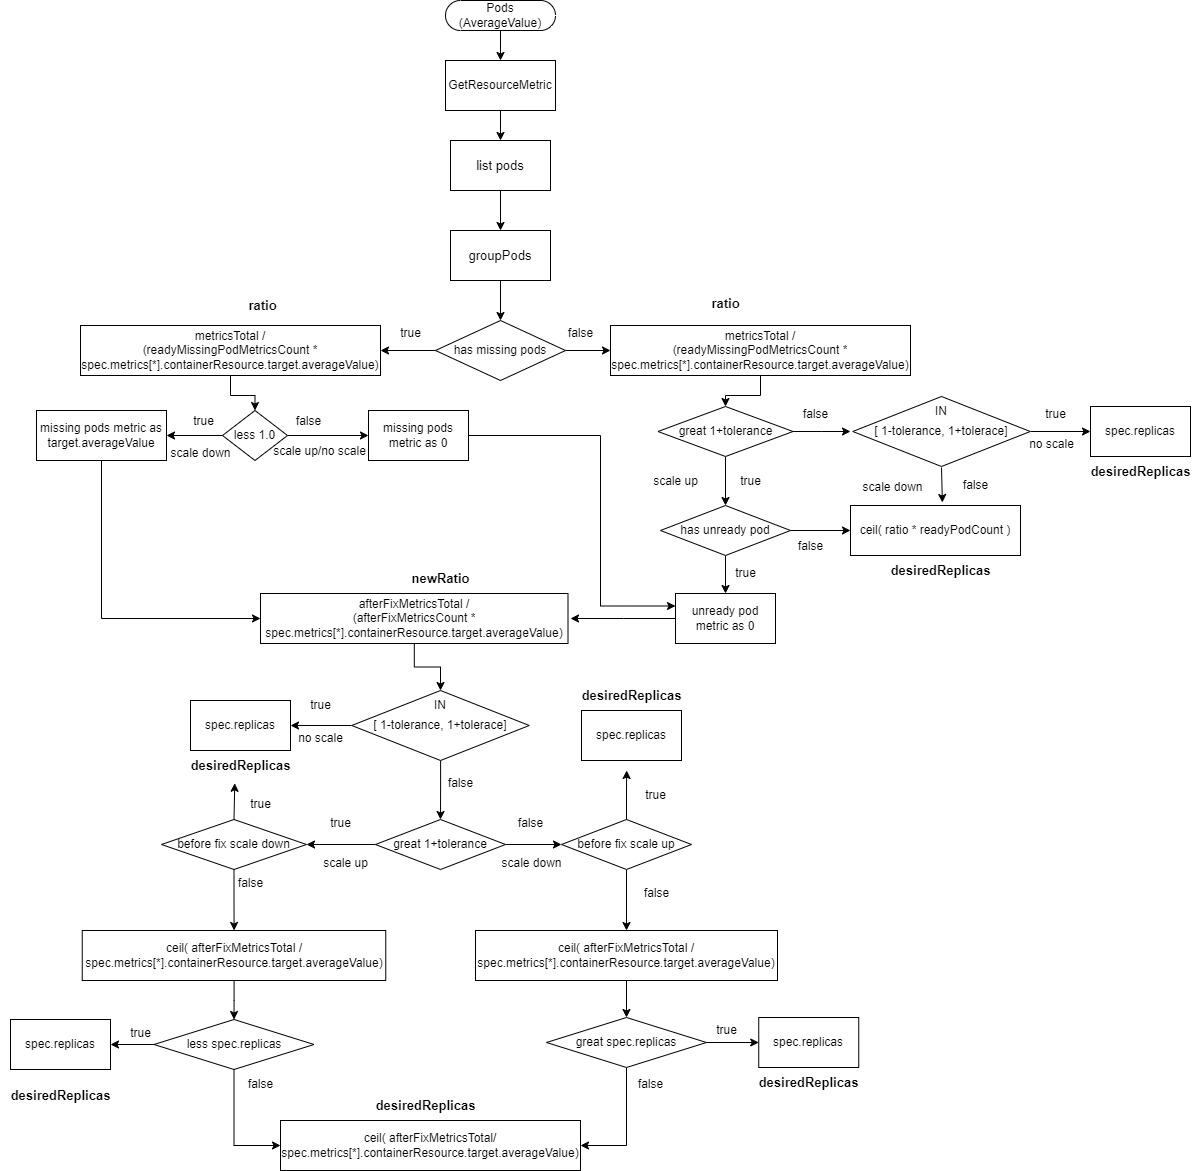 Pods
(AverageValue)
GetResourceMetric
list pods
groupPods
ratio
ratio
metricsTotal /
(readyMissingPodMetricsCount *
spec.metrics[*].containerResource.target.averageValue)
true
has missing pods
false
metricsTotal /
(readyMissingPodMetricsCount *
spec.metrics[*].containerResource.target.averageValue)
missing pods metric as
target.averageValue
true
scale down
less 1.0
false
scale up/no scale
missing pods
metric as 0
great 1+tolerance
false
IN
[ 1-tolerance, 1+tolerace]
true
no scale
spec.replicas
desiredReplicas
scale up
true
scale down
false
has unready pod
false
ceil( ratio * readyPodCount )
desiredReplicas
true
newRatio
afterFixMetricsTotal /
(afterFixMetricsCount *
spec.metrics[*].containerResource.target.averageValue)
unready pod
metric as 0
spec.replicas
desiredReplicas
true
no scale
IN
[ 1-tolerance, 1+tolerace]
desiredReplicas
spec.replicas
false
true
true
before fix scale down
true
scale up
great 1+tolerance
false
scale down
before fix scale up
false
false
ceil( afterFixMetricsTotal /
spec.metrics[*].containerResource.target.averageValue)
ceil( afterFixMetricsTotal /
spec.metrics[*].containerResource.target.averageValue)
spec.replicas
desiredReplicas
true
less spec.replicas
great spec.replicas
true
spec.replicas
desiredReplicas
false
false
desiredReplicas
ceil( afterFixMetricsTotal/
spec.metrics[*].containerResource.target.averageValue)